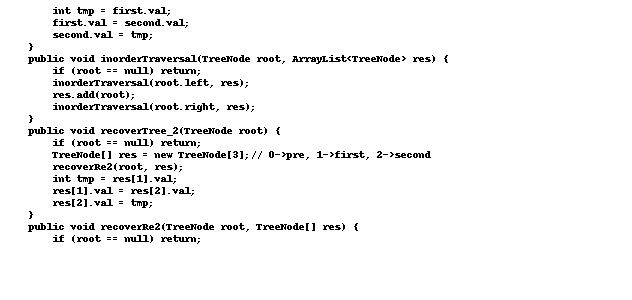 int tmp = first.val;
first.val = second.val;
second.val = tmp;
}
public void inorderTraversal(TreeNode root, ArrayList<TreeNode> res) {
if (root == null) return;
inorderTraversal(root.left, res);
res.add(root);
inorderTraversal(root.right, res);
}
public void recoverTree_2(TreeNode root) {
if (root == null) return;
TreeNode[] res = new TreeNode[3];// 0->pre, 1->first, 2->second
recoverRe2(root, res);
int tmp = res[1].val;
res[1].val = res[2].val;
res[2].val = tmp;
}
public void recoverRe2(TreeNode root, TreeNode[] res) {
if (root == null) return;